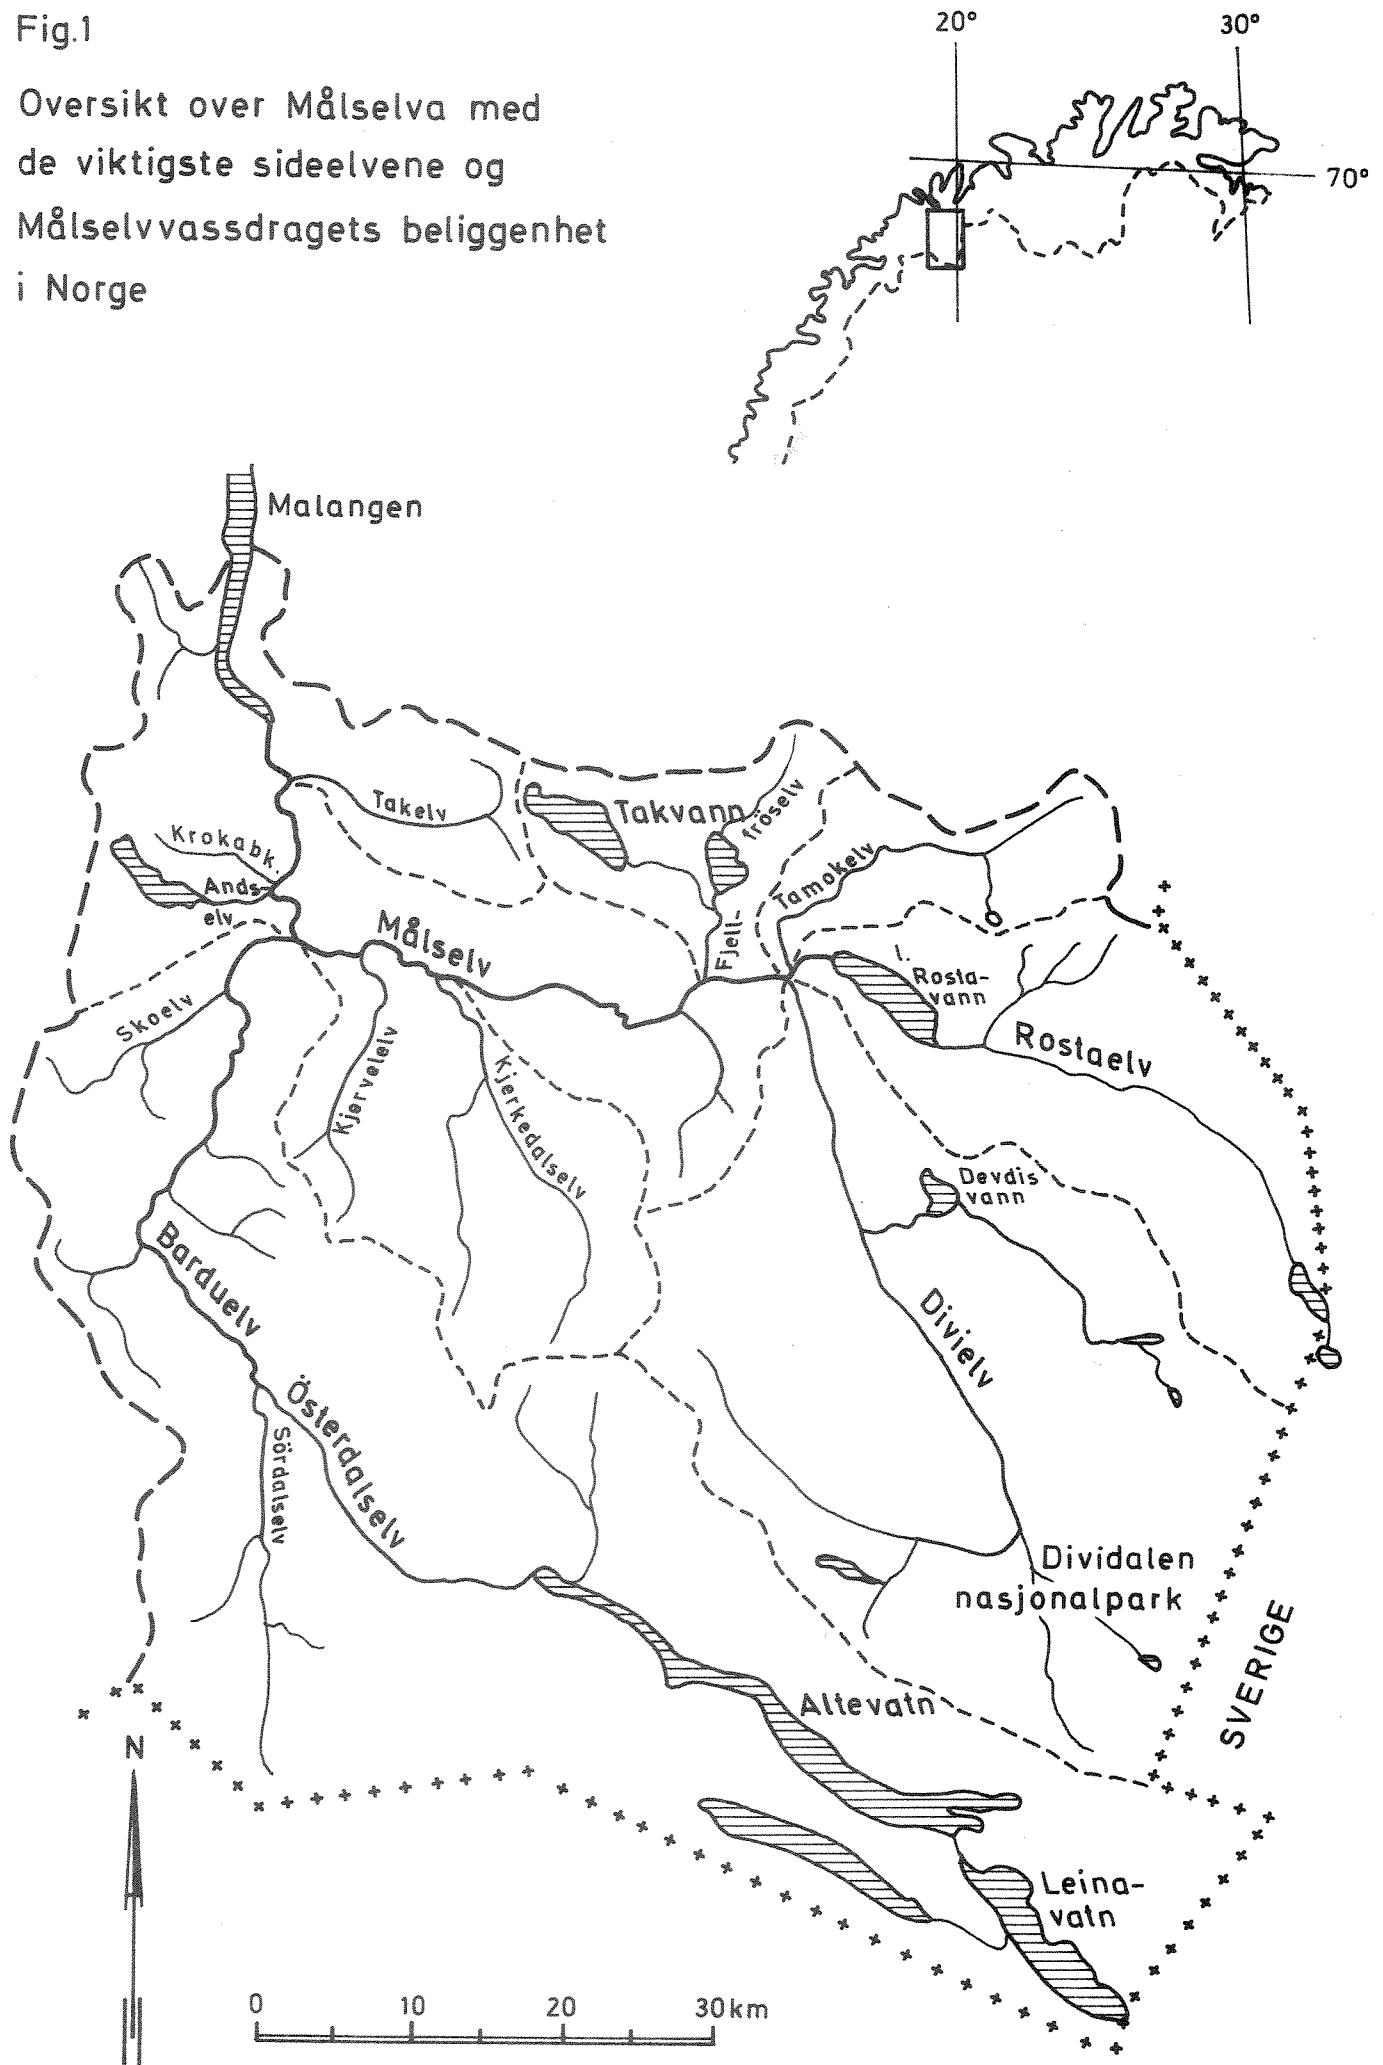 Fig.1
Oversikt over Målselva med
de viktigste sideelvene og
Målselvvassdragets beliggenhet
i Norge
20°
30°
70°
Malangen
Takelv
Takvann
fröselv
Fjell-
Krokabk.
Ands-
elv
Tamokelv
Målselv
l.
Rosta-
vann
Rostaelv
Skoelv
Kjervelelv
Kjerkedalselv
Devdis
vann
Barduelv
Divielv
Österdalselv
Sördalselv
Dividalen
nasjonalpark
SVERIGE
Altevatn
N
Leina-
vatn
0
10
20
30km